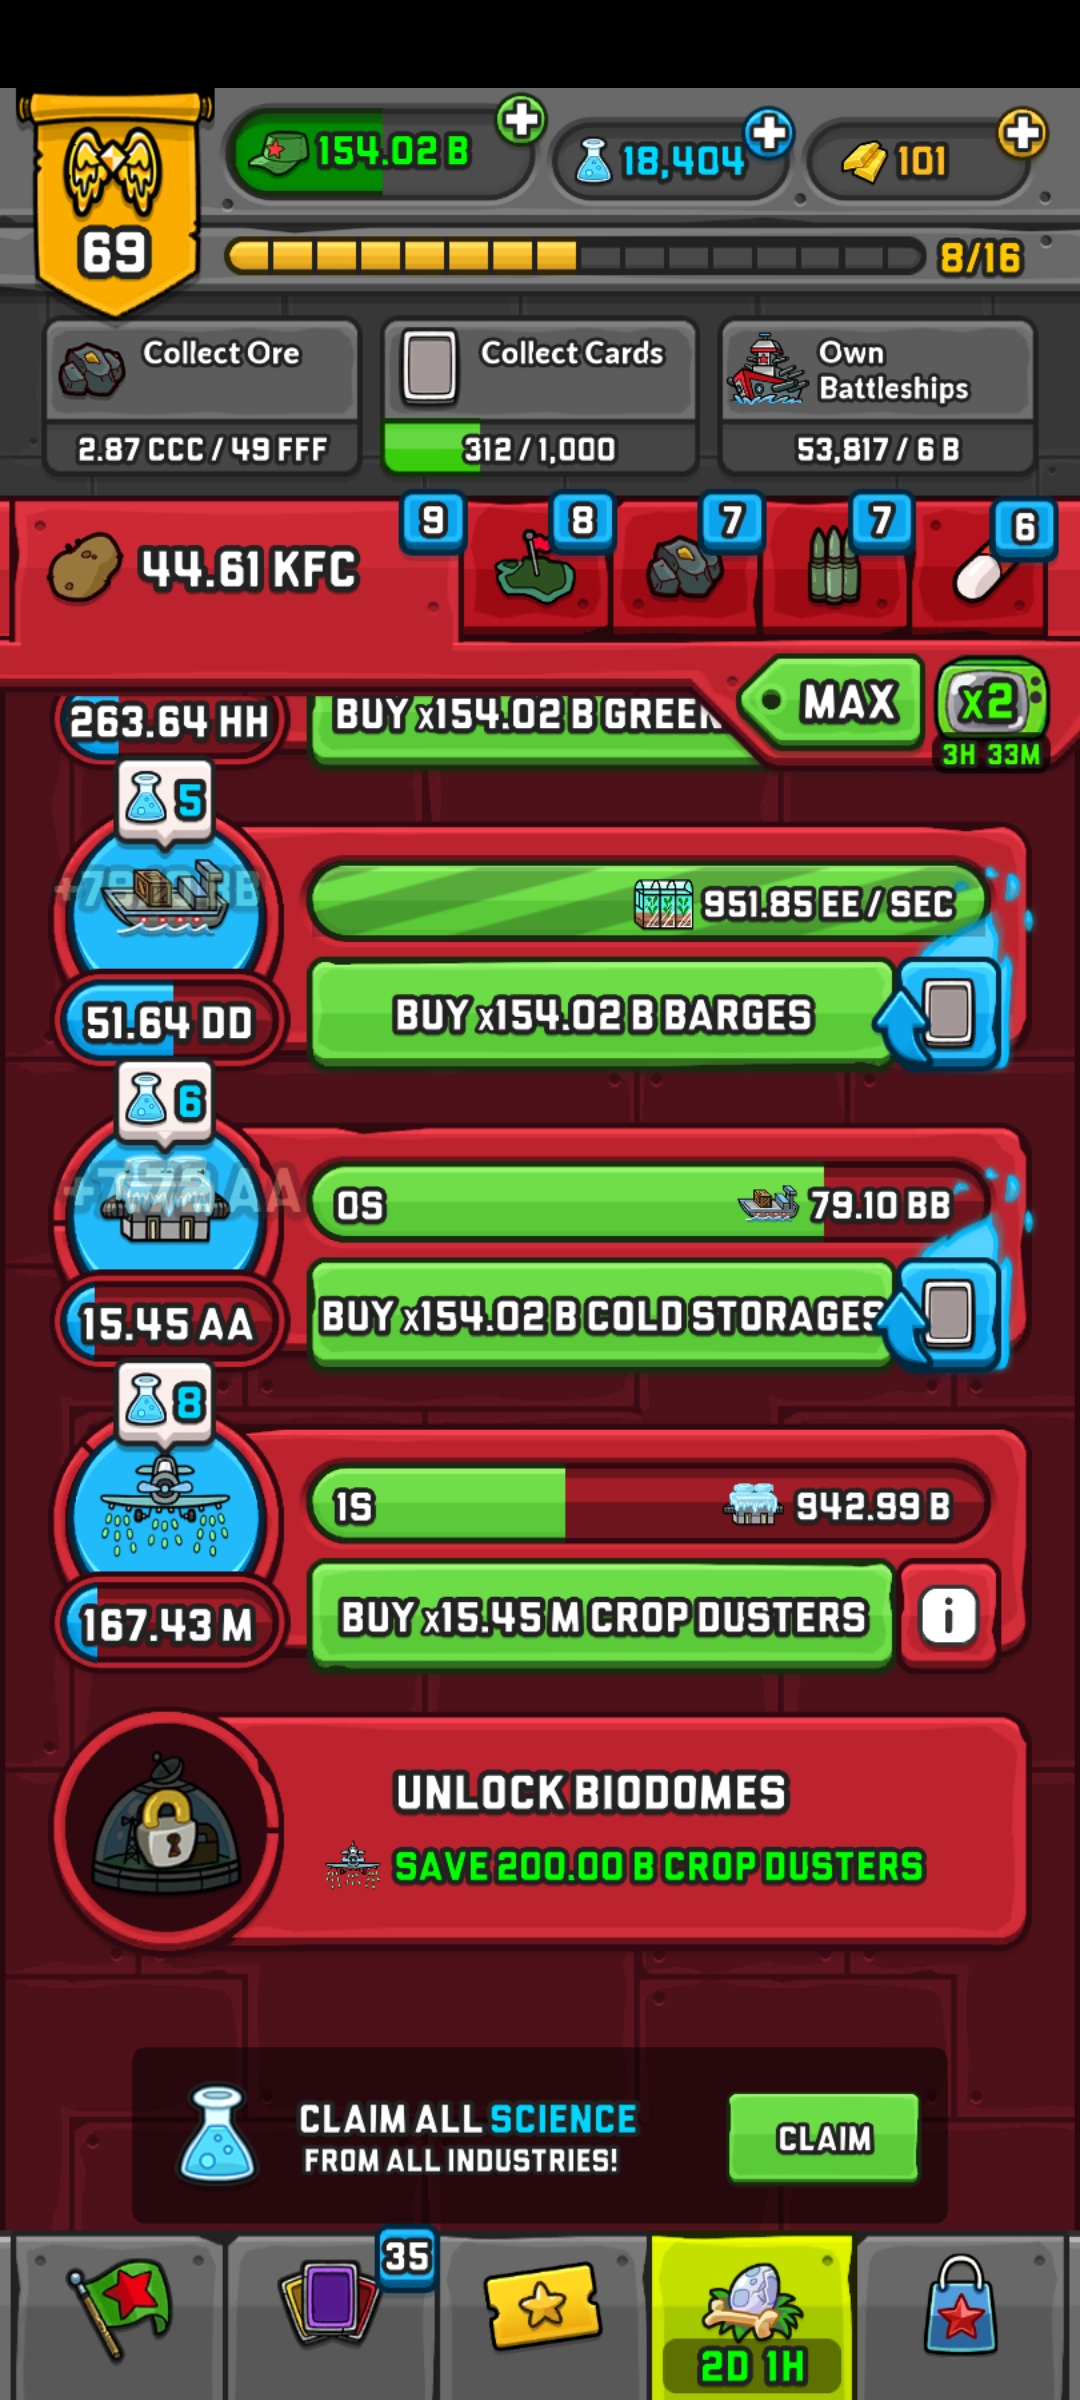 154.02 B
18,404
101
69
8/16
Collect Ore
2.87 CCC / 49 FFF
Collect Cards
312 / 1,000
Own
Battleships
53,817 / 6 B
44.61 KFC
9
8
7
7
6
MAX
x2
3H 33M
263.64 HH
BUY x154.02 B GREEN
5
951.85 EE / SEC
51.64 DD
BUY x154.02 B BARGES
6
0S
79.10 BB
15.45 AA
BUY x154.02 B COLD STORAGES
8
1S
942.99 B
167.43 M
BUY x15.45 M CROP DUSTERS
i
UNLOCK BIODOMES
SAVE 200.00 B CROP DUSTERS
CLAIM ALL SCIENCE
FROM ALL INDUSTRIES!
CLAIM
35
2D 1H